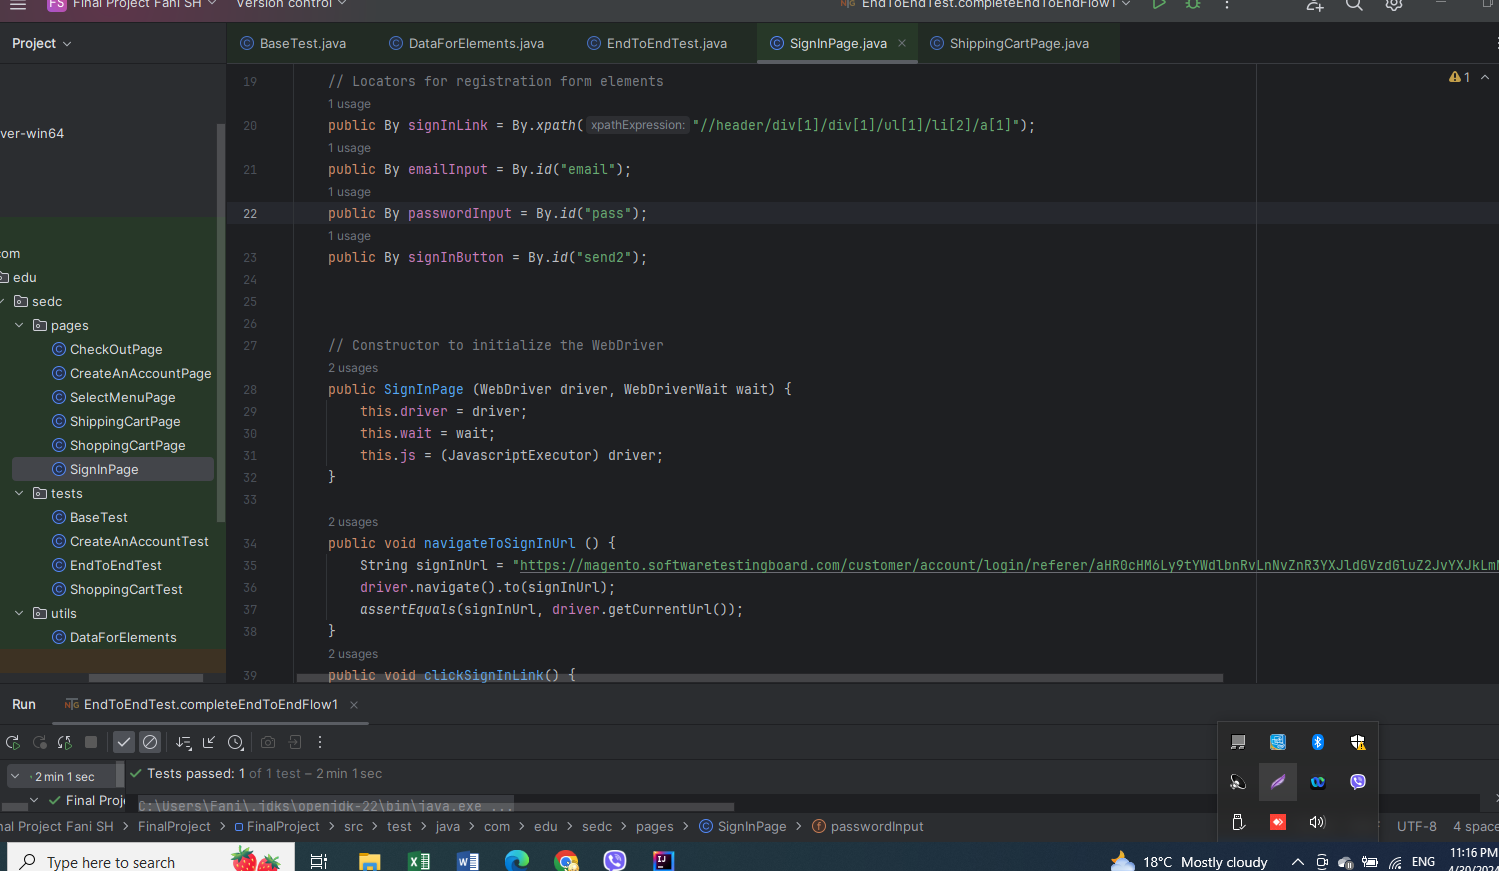 FS Final Project Fani SH Version control EndToEndTest.completeEndToEndFlow1
Project BaseTest.java DataForElements.java EndToEndTest.java SignInPage.java ShippingCartPage.java
ver-win64
com
edu
sedc
pages
CheckOutPage
CreateAnAccountPage
SelectMenuPage
ShippingCartPage
ShoppingCartPage
SignInPage
tests
BaseTest
CreateAnAccountTest
EndToEndTest
ShoppingCartTest
utils
DataForElements
19 // Locators for registration form elements
1 usage
20 public By signInLink = By.xpath( xpathExpression: "//header/div[1]/div[1]/ul[1]/li[2]/a[1]");
1 usage
21 public By emailInput = By.id("email");
1 usage
22 public By passwordInput = By.id("pass");
1 usage
23 public By signInButton = By.id("send2");
24
25
26
27 // Constructor to initialize the WebDriver
2 usages
28 public SignInPage (WebDriver driver, WebDriverWait wait) {
29 this.driver = driver;
30 this.wait = wait;
31 this.js = (JavascriptExecutor) driver;
32 }
33
2 usages
34 public void navigateToSignInUrl () {
35 String signInUrl = "https://magento.softwaretestingboard.com/customer/account/login/referer/
36 driver.navigate().to(signInUrl);
37 assertEquals(signInUrl, driver.getCurrentUrl());
38 }
2 usages
39 public void clickSignInLink() {
1
Run EndToEndTest.completeEndToEndFlow1
2 min 1 sec Tests passed: 1 of 1 test – 2 min 1 sec
Final Proj C:\Users\Fani\.jdks\openjdk-22\bin\java.exe ...
nal Project Fani SH > FinalProject > FinalProject > src > test > java > com > edu > sedc > pages > SignInPage > passwordInput UTF-8 4 space
Type here to search 18°C Mostly cloudy ENG 11:16 PM
4/30/2024